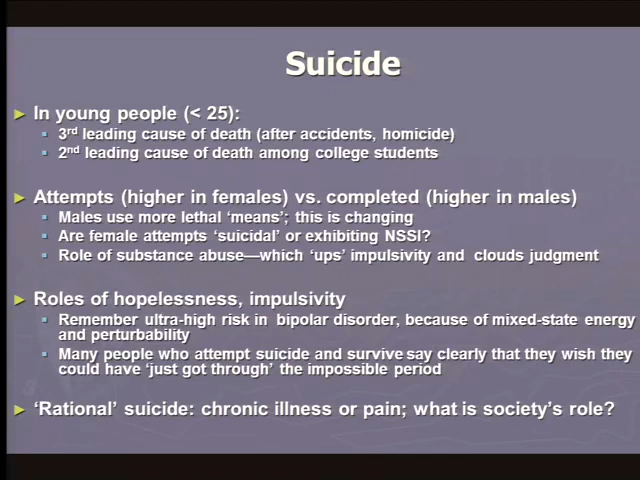 Suicide
► In young people (< 25):
▪ 3rd leading cause of death (after accidents, homicide)
▪ 2nd leading cause of death among college students
► Attempts (higher in females) vs. completed (higher in males)
▪ Males use more lethal ‘means’; this is changing
▪ Are female attempts ‘suicidal’ or exhibiting NSSI?
▪ Role of substance abuse—which ‘ups’ impulsivity and clouds judgment
► Roles of hopelessness, impulsivity
▪ Remember ultra-high risk in bipolar disorder, because of mixed-state energy
and perturbability
▪ Many people who attempt suicide and survive say clearly that they wish they
could have ‘just got through’ the impossible period
► ‘Rational’ suicide: chronic illness or pain; what is society’s role?